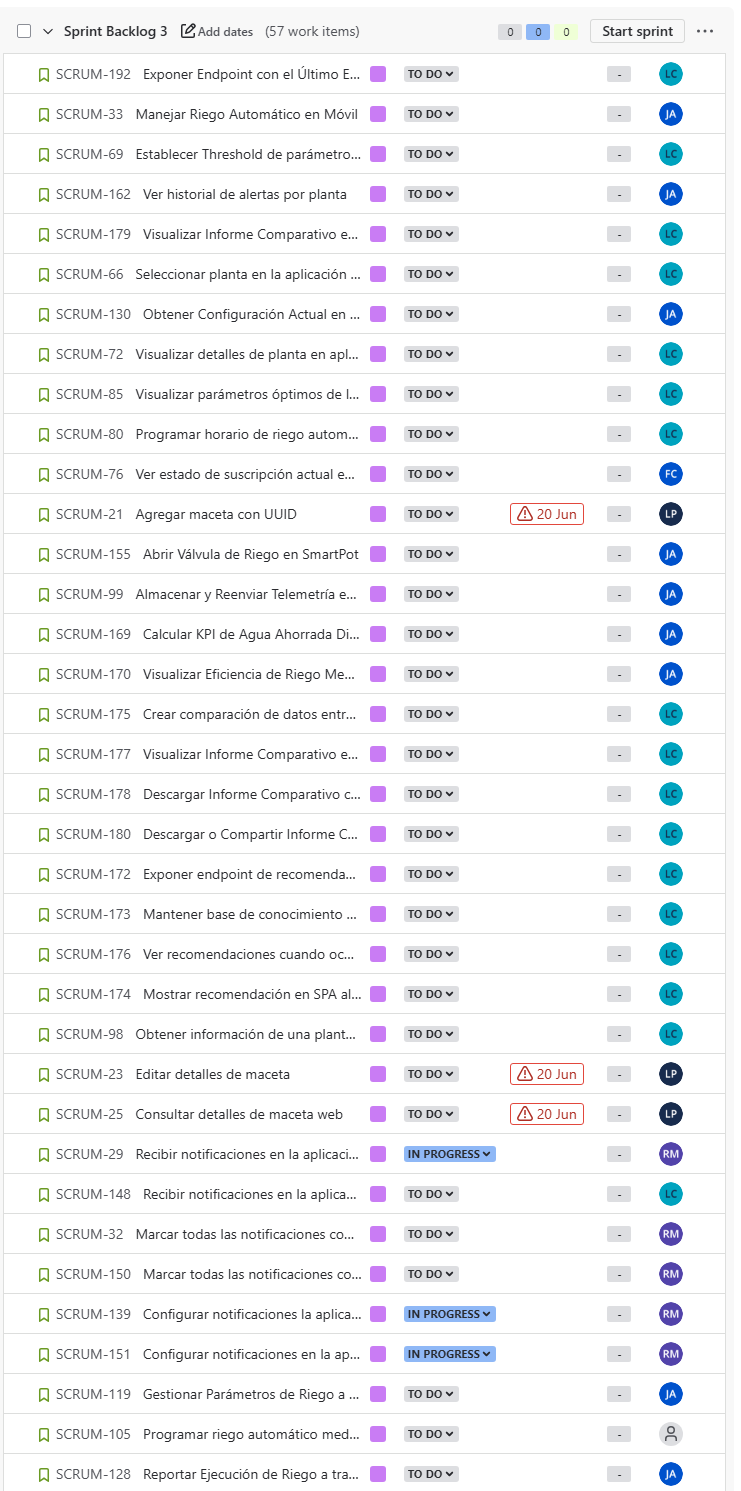 Sprint Backlog 3 Add dates (57 work items) 0 0 0 Start sprint
SCRUM-192 Exponer Endpoint con el Último E... TO DO - LC
SCRUM-33 Manejar Riego Automático en Móvil TO DO - JA
SCRUM-69 Establecer Threshold de parámetro... TO DO - LC
SCRUM-162 Ver historial de alertas por planta TO DO - JA
SCRUM-179 Visualizar Informe Comparativo e... TO DO - LC
SCRUM-66 Seleccionar planta en la aplicación ... TO DO - LC
SCRUM-130 Obtener Configuración Actual en ... TO DO - JA
SCRUM-72 Visualizar detalles de planta en apl... TO DO - LC
SCRUM-85 Visualizar parámetros óptimos de l... TO DO - LC
SCRUM-80 Programar horario de riego autom... TO DO - LC
SCRUM-76 Ver estado de suscripción actual e... TO DO - FC
SCRUM-21 Agregar maceta con UUID TO DO 20 Jun - LP
SCRUM-155 Abrir Válvula de Riego en SmartPot TO DO - JA
SCRUM-99 Almacenar y Reenviar Telemetría e... TO DO - JA
SCRUM-169 Calcular KPI de Agua Ahorrada Di... TO DO - JA
SCRUM-170 Visualizar Eficiencia de Riego Me... TO DO - JA
SCRUM-175 Crear comparación de datos entr... TO DO - LC
SCRUM-177 Visualizar Informe Comparativo e... TO DO - LC
SCRUM-178 Descargar Informe Comparativo c... TO DO - LC
SCRUM-180 Descargar o Compartir Informe C... TO DO - LC
SCRUM-172 Exponer endpoint de recomenda... TO DO - LC
SCRUM-173 Mantener base de conocimiento ... TO DO - LC
SCRUM-176 Ver recomendaciones cuando oc... TO DO - LC
SCRUM-174 Mostrar recomendación en SPA al... TO DO - LC
SCRUM-98 Obtener información de una plant... TO DO - LC
SCRUM-23 Editar detalles de maceta TO DO 20 Jun - LP
SCRUM-25 Consultar detalles de maceta web TO DO 20 Jun - LP
SCRUM-29 Recibir notificaciones en la aplicaci... IN PROGRESS - RM
SCRUM-148 Recibir notificaciones en la aplica... TO DO - LC
SCRUM-32 Marcar todas las notificaciones co... TO DO - RM
SCRUM-150 Marcar todas las notificaciones co... TO DO - RM
SCRUM-139 Configurar notificaciones la aplica... IN PROGRESS - RM
SCRUM-151 Configurar notificaciones en la ap... IN PROGRESS - RM
SCRUM-119 Gestionar Parámetros de Riego a ... TO DO - JA
SCRUM-105 Programar riego automático med... TO DO -
SCRUM-128 Reportar Ejecución de Riego a tra... TO DO - JA